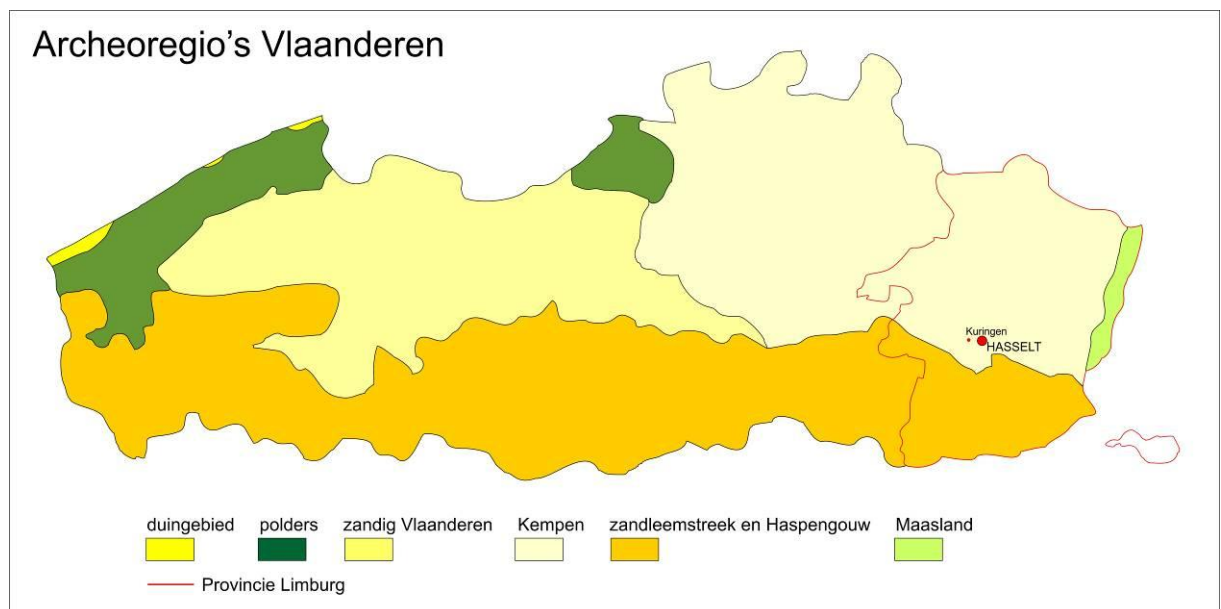 Archeoregio's Vlaanderen
Kuringen
HASSELT
duingebied polders zandig Vlaanderen Kempen zandleemstreek en Haspengouw Maasland
Provincie Limburg